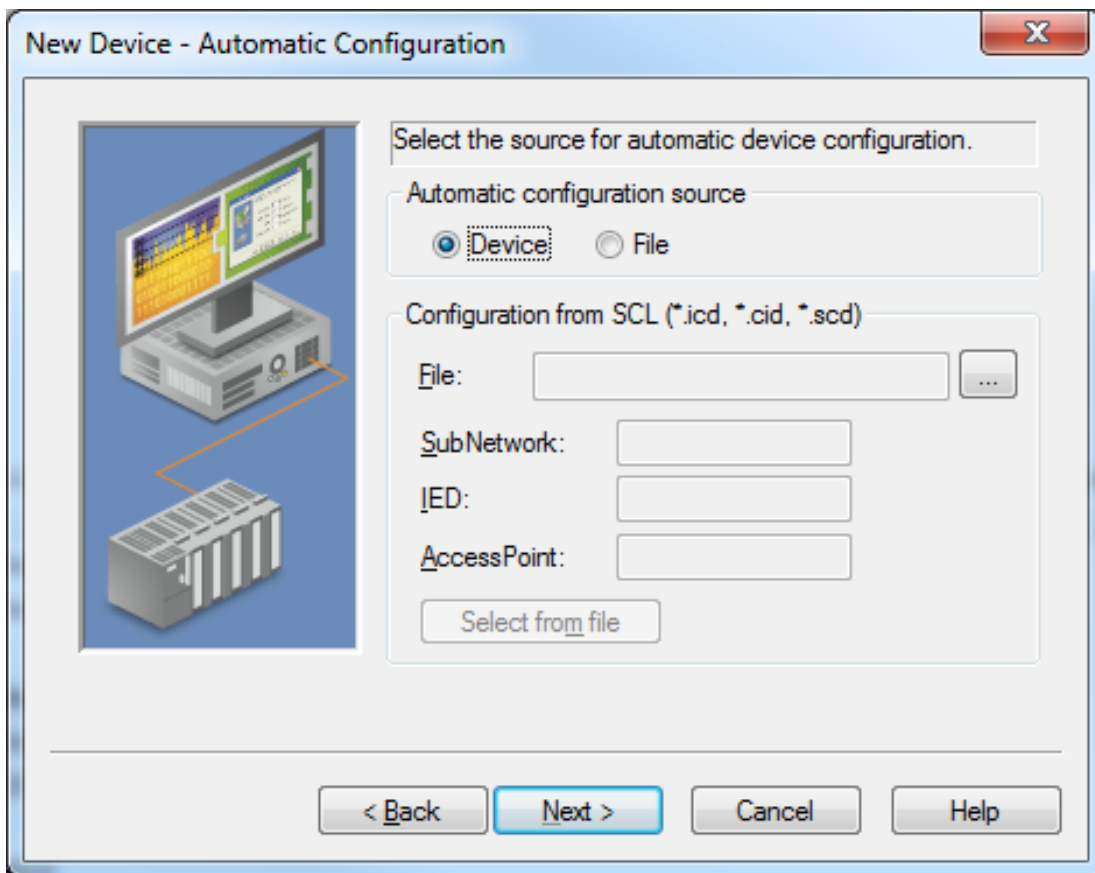 New Device - Automatic Configuration
Select the source for automatic device configuration.
Automatic configuration source
Device File
Configuration from SCL (*.icd, *.cid, *.scd)
File: ...
SubNetwork:
IED:
AccessPoint:
Select from file
< Back Next > Cancel Help